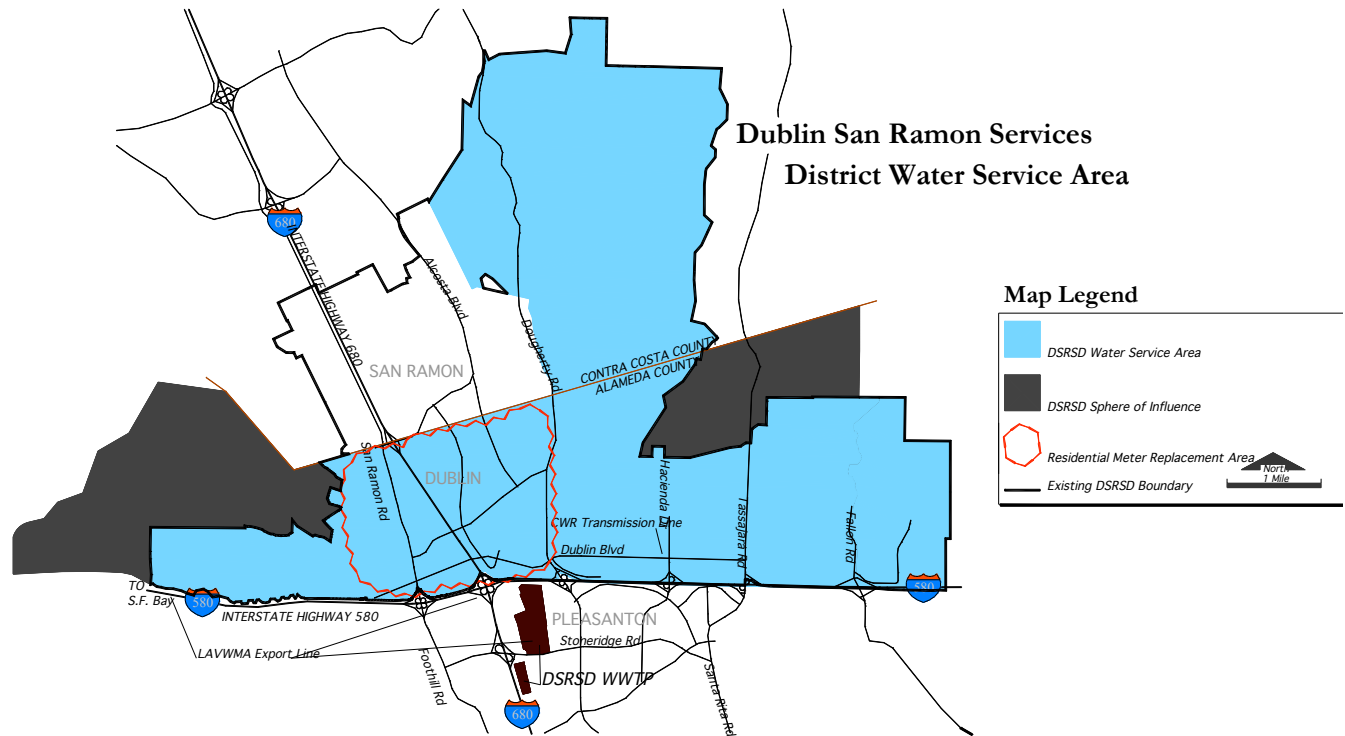 Dublin San Ramon Services
District Water Service Area
680
INTERSTATE HIGHWAY 680
Alcosta Blvd
Dougherty Rd
SAN RAMON
CONTRA COSTA COUNTY
ALAMEDA COUNTY
Map Legend
DSRSD Water Service Area
DSRSD Sphere of Influence
Residential Meter Replacement Area
North
1 Mile
Existing DSRSD Boundary
San Ramon Rd
DUBLIN
Hacienda Dr
Tassajara Rd
Fallon Rd
CWR Transmission Line
Dublin Blvd
TO
S.F. Bay
580
INTERSTATE HIGHWAY 580
580
PLEASANTON
Stoneridge Rd
LAVWMA Export Line
Foothill Rd
DSRSD WWTP
Santa Rita Rd
680